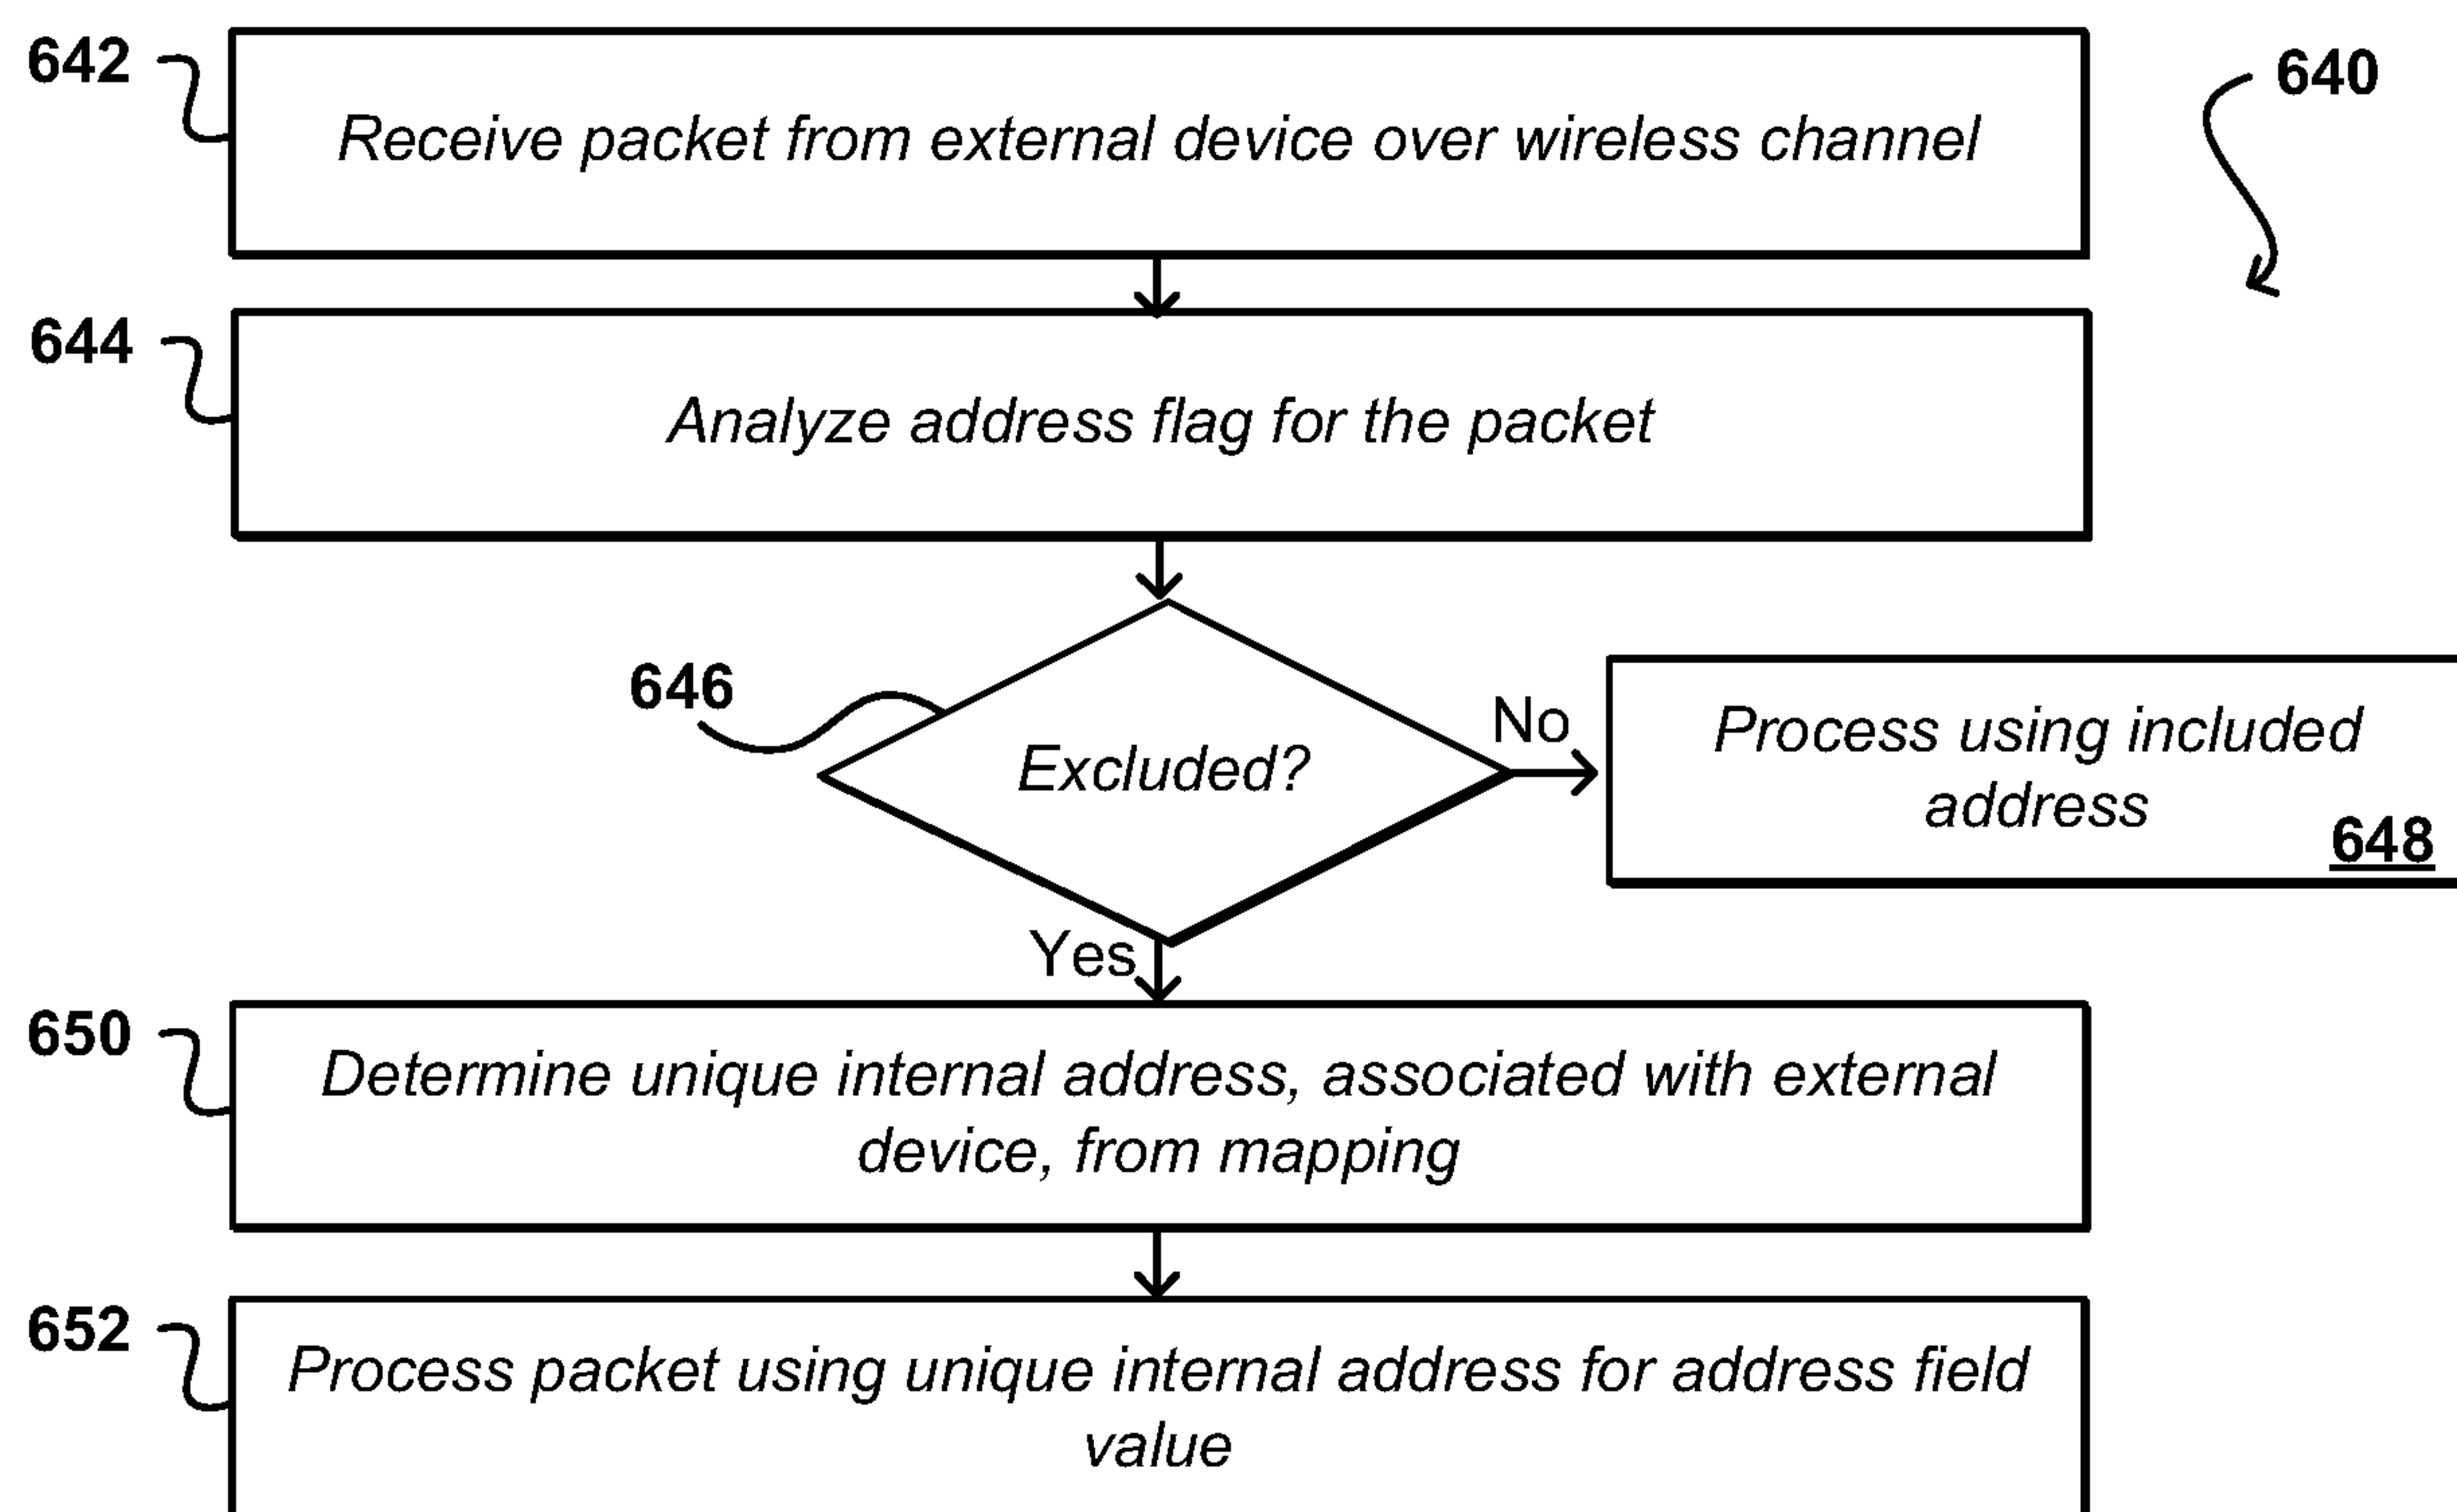 642
Receive packet from external device over wireless channel
640
644
Analyze address flag for the packet
646
Excluded?
No
Process using included
address
648
Yes
650
Determine unique internal address, associated with external
device, from mapping
652
Process packet using unique internal address for address field
value